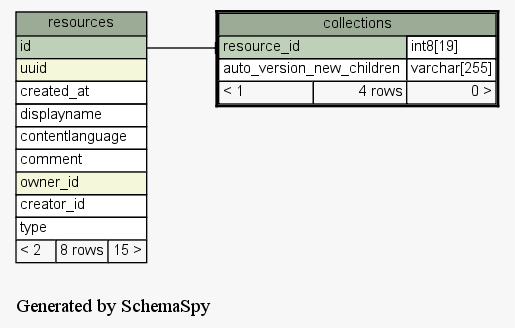 resources
id
uuid
created_at
displayname
contentlanguage
comment
owner_id
creator_id
type
< 2 8 rows 15 >
collections
resource_id int8[19]
auto_version_new_children varchar[255]
< 1 4 rows 0 >
Generated by SchemaSpy